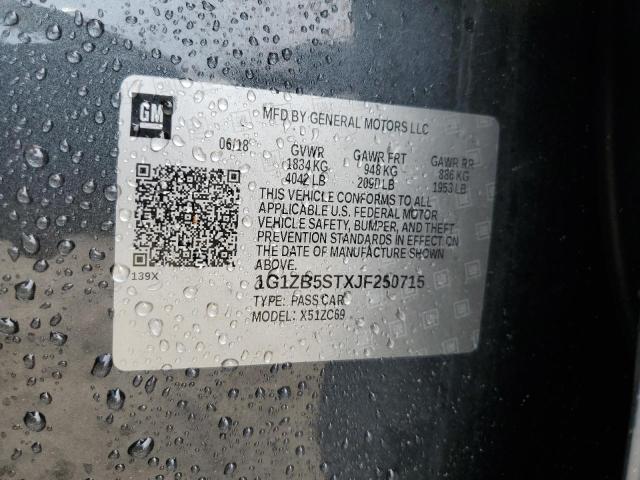 GM
MFD BY GENERAL MOTORS LLC
06/18 GVWR GAWR FRT GAWR RR
1834 KG 948 KG 886 KG
4042 LB 2090 LB 1953 LB
THIS VEHICLE CONFORMS TO ALL
APPLICABLE U.S. FEDERAL MOTOR
VEHICLE SAFETY, BUMPER, AND THEFT
PREVENTION STANDARDS IN EFFECT ON
THE DATE OF MANUFACTURE SHOWN
ABOVE.
139X
1G1ZB5STXJF250715
TYPE: PASS CAR
MODEL: X51ZC69